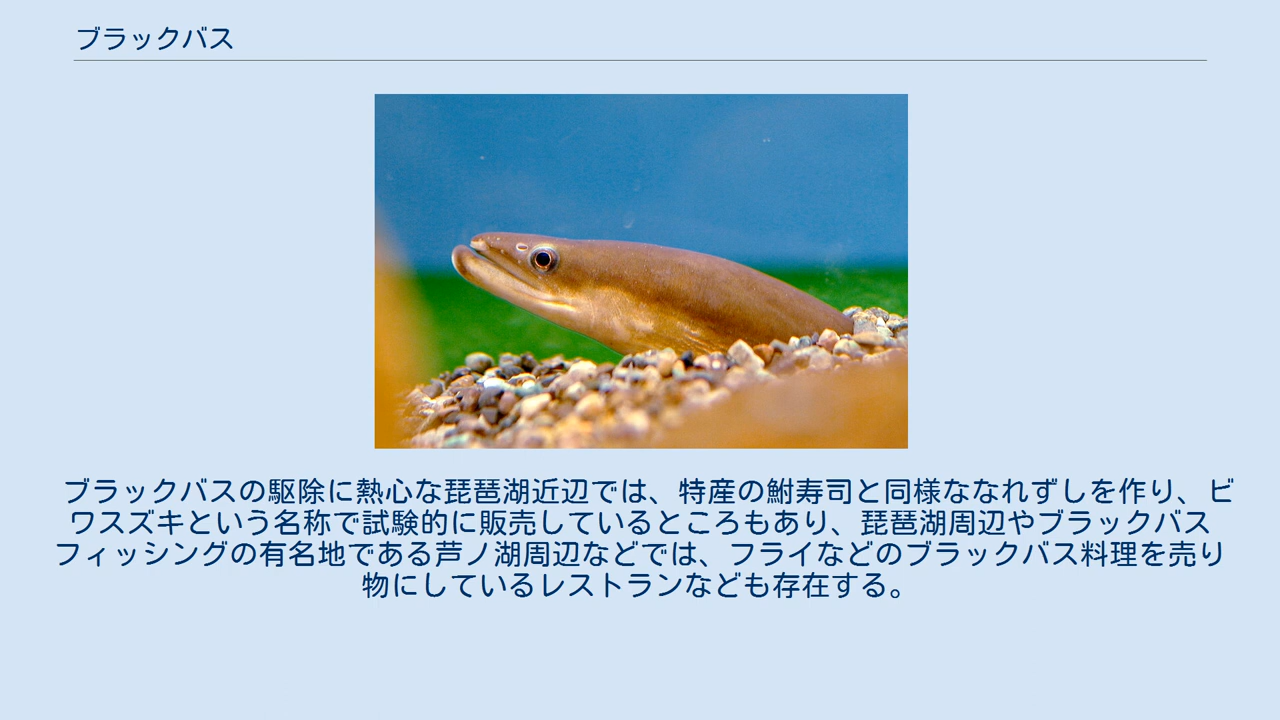 ブラックバス
ブラックバスの駆除に熱心な琵琶湖近辺では、特産の鮒寿司と同様ななれずしを作り、ビ
ワスズキという名称で試験的に販売しているところもあり、琵琶湖周辺やブラックバス
フィッシングの有名地である芦ノ湖周辺などでは、フライなどのブラックバス料理を売り
物にしているレストランなども存在する。